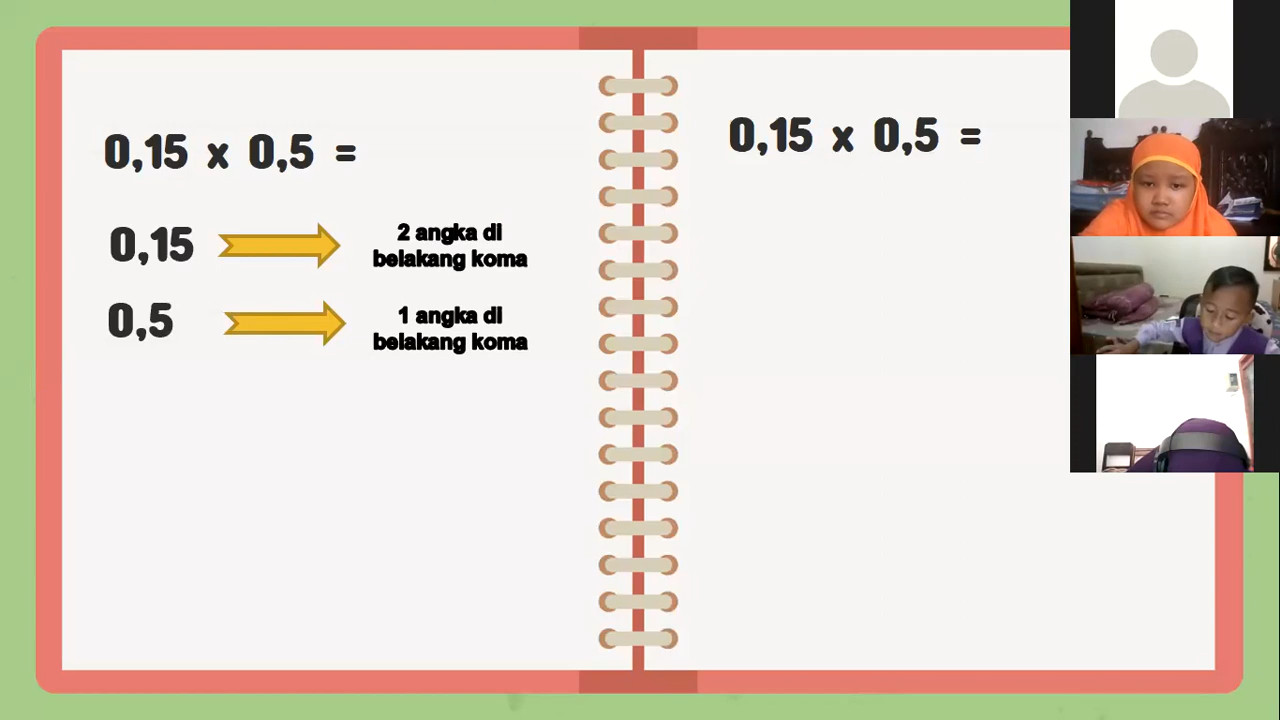 0,15 x 0,5 =
0,15
2 angka di
belakang koma
0,5
1 angka di
belakang koma
0,15 x 0,5 =